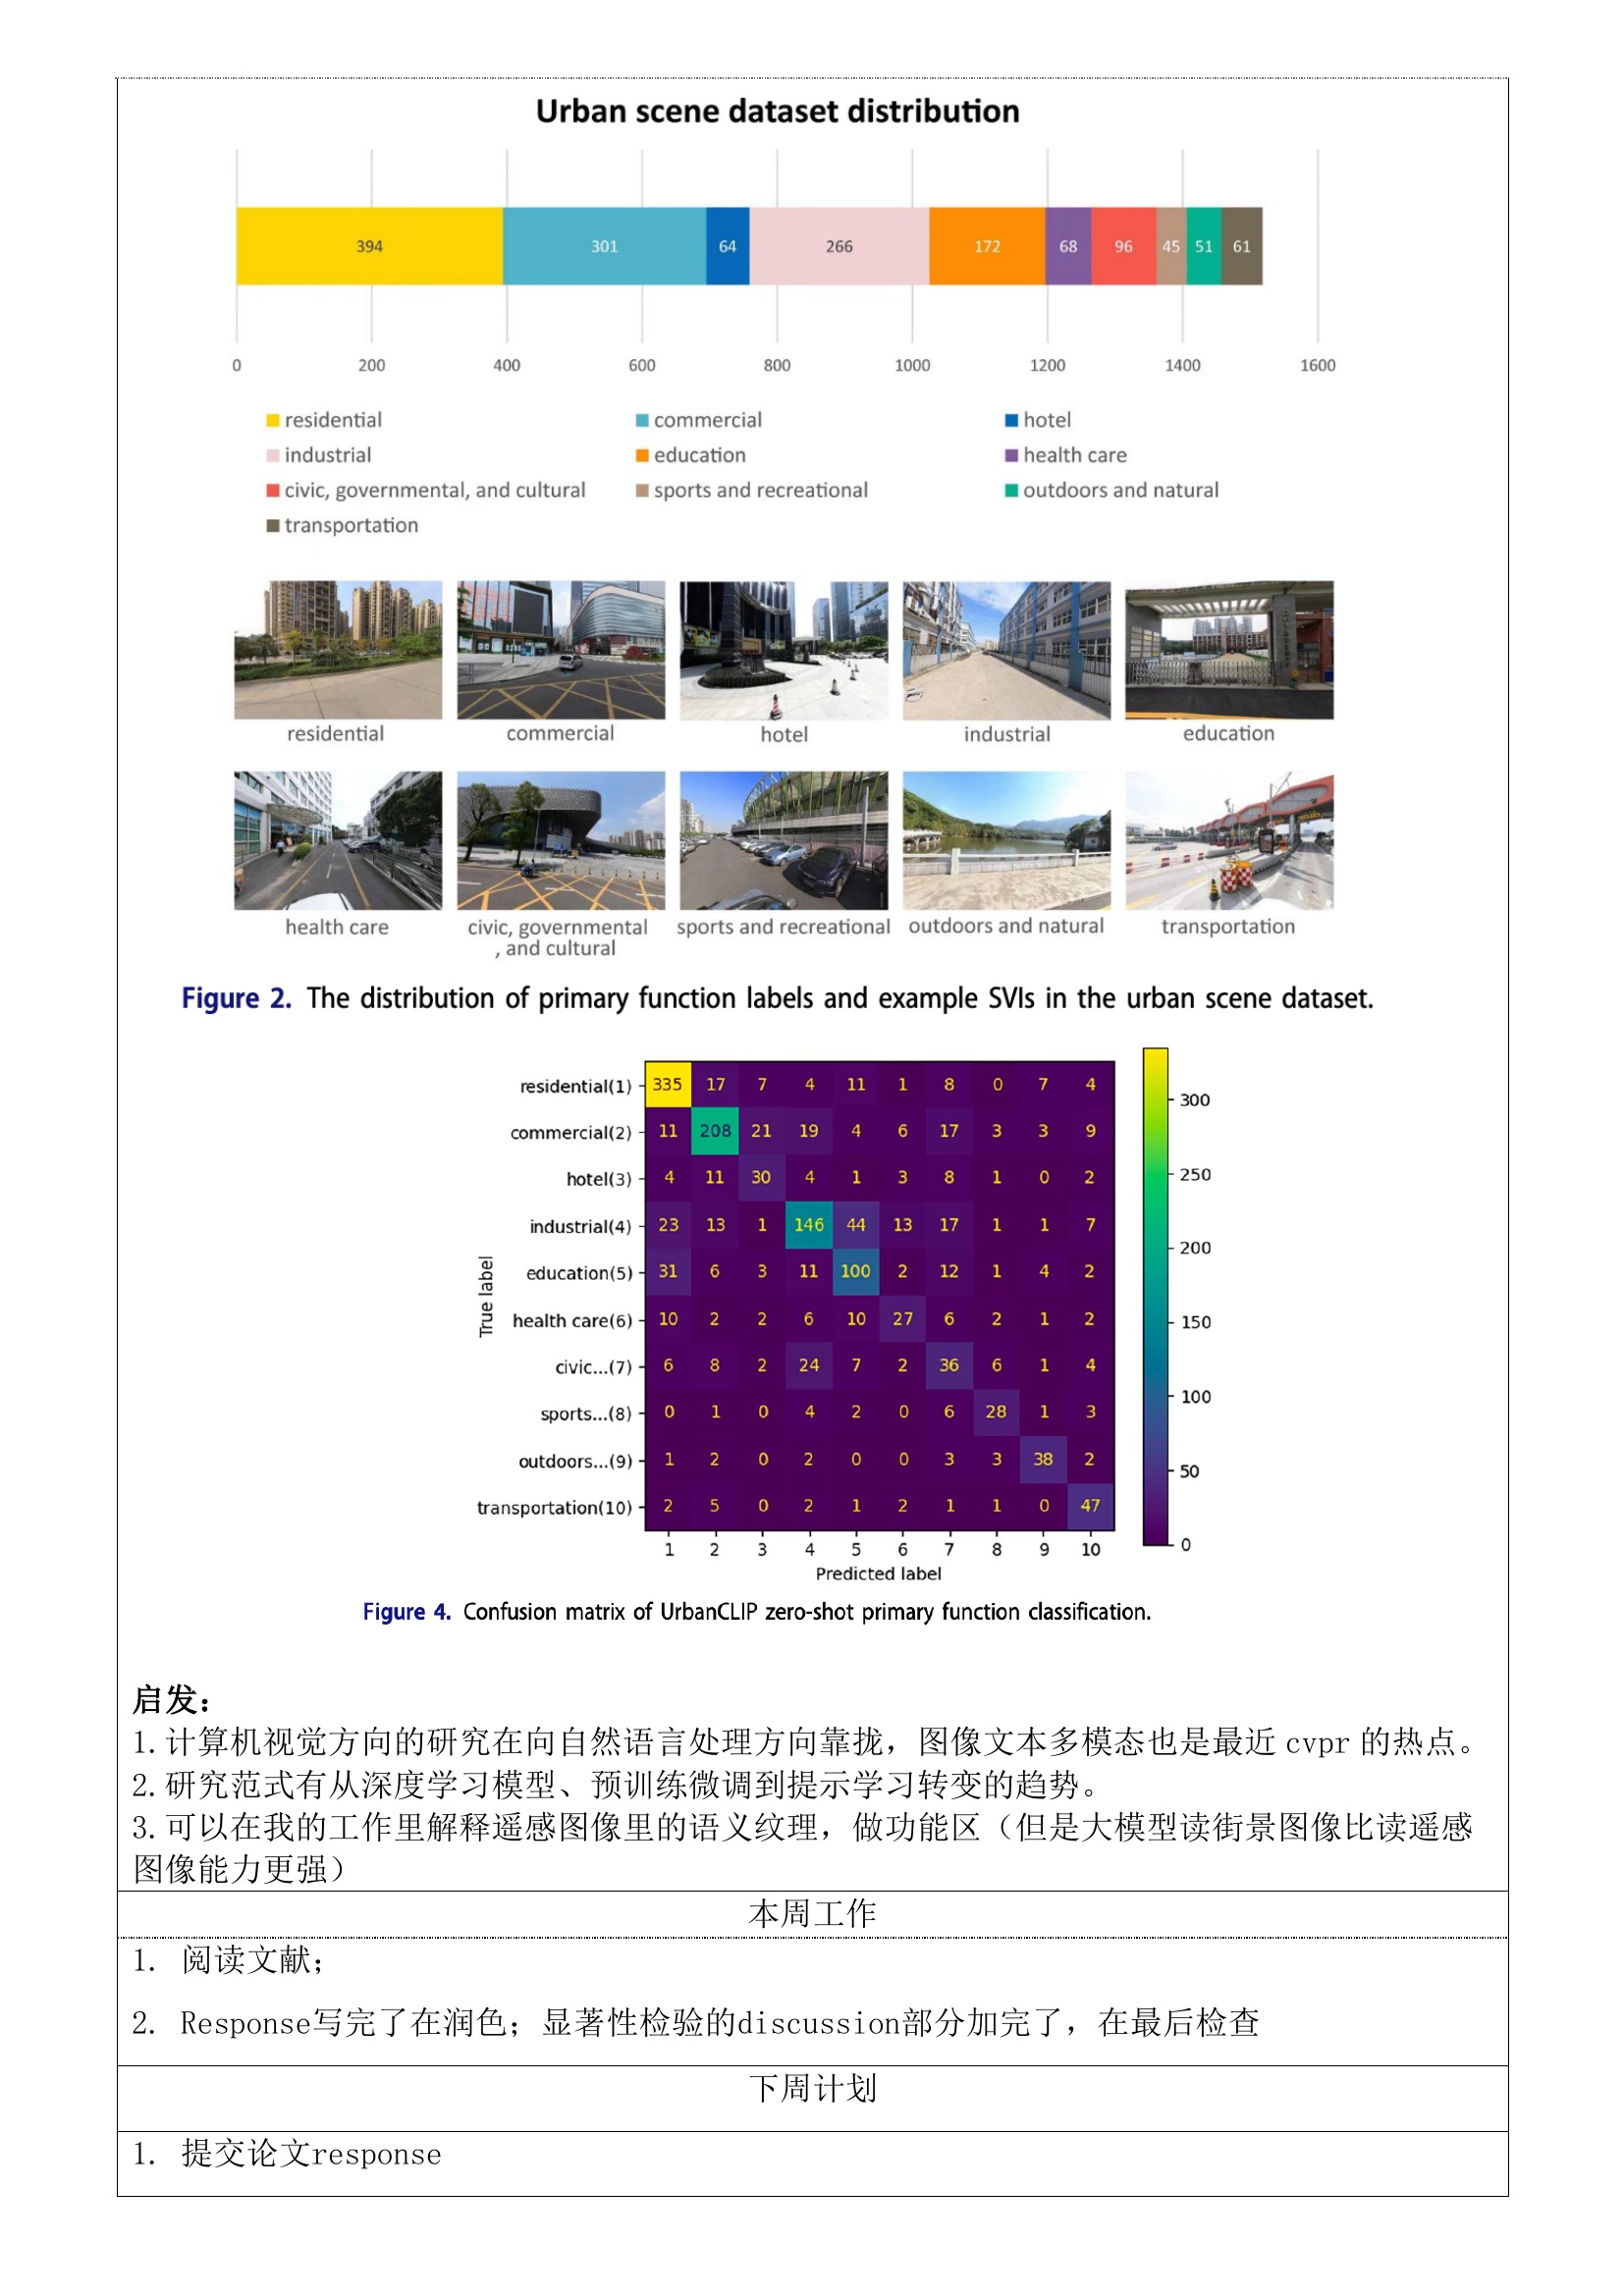 Urban scene dataset distribution
394 301 64 266 172 68 96 45 51 61
0 200 400 600 800 1000 1200 1400 1600
residential commercial hotel
industrial education health care
civic, governmental, and cultural sports and recreational outdoors and natural
transportation
residential commercial hotel industrial education
health care civic, governmental sports and recreational outdoors and natural transportation
, and cultural
Figure 2. The distribution of primary function labels and example SVIs in the urban scene dataset.
True label
residential(1) 335 17 7 4 11 1 8 0 7 4
commercial(2) 11 208 21 19 4 6 17 3 3 9
hotel(3) 4 11 30 4 1 3 8 1 0 2
industrial(4) 23 13 1 146 44 13 17 1 1 7
education(5) 31 6 3 11 100 2 12 1 4 2
health care(6) 10 2 2 6 10 27 6 2 1 2
civic...(7) 6 8 2 24 7 2 36 6 1 4
sports...(8) 0 1 0 4 2 0 6 28 1 3
outdoors...(9) 1 2 0 2 0 0 3 3 38 2
transportation(10) 2 5 0 2 1 2 1 1 0 47
1 2 3 4 5 6 7 8 9 10
Predicted label
300
250
200
150
100
50
0
Figure 4. Confusion matrix of UrbanCLIP zero-shot primary function classification.
启发：
1.计算机视觉方向的研究在向自然语言处理方向靠拢，图像文本多模态也是最近 cvpr 的热点。
2.研究范式有从深度学习模型、预训练微调到提示学习转变的趋势。
3.可以在我的工作里解释遥感图像里的语义纹理，做功能区（但是大模型读街景图像比读遥感
图像能力更强）
本周工作
1. 阅读文献；
2. Response写完了在润色；显著性检验的discussion部分加完了，在最后检查
下周计划
1. 提交论文response